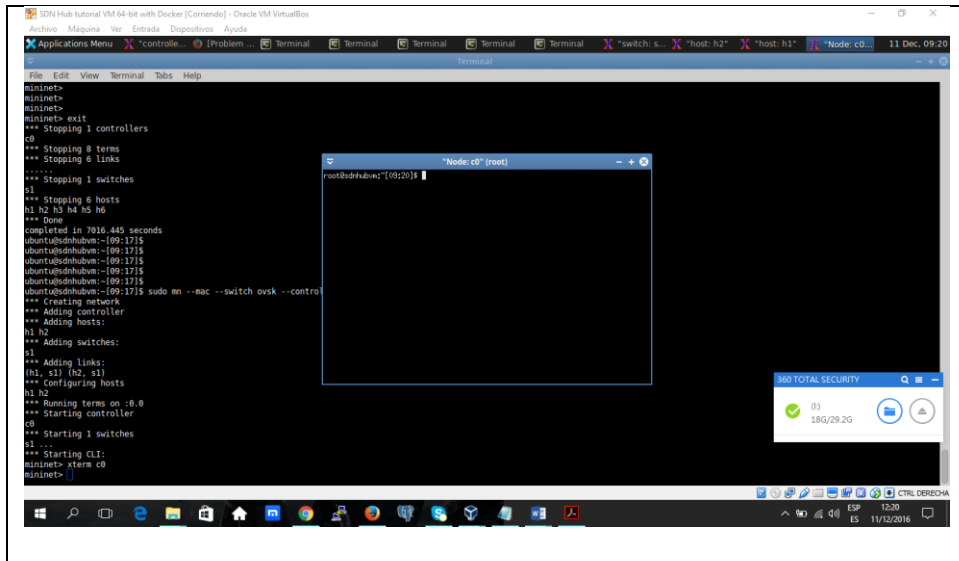 SDN Hub tutorial VM 64-bit with Docker [Corriendo] - Oracle VM VirtualBox
Archivo Máquina Ver Entrada Dispositivos Ayuda
Applications Menu "controlle... [Problem ... Terminal Terminal Terminal Terminal Terminal "switch: s... "host: h2" "host: h1" "Node: c0... 11 Dec, 09:20
Terminal
File Edit View Terminal Tabs Help
mininet>
mininet>
mininet>
mininet> exit
*** Stopping 1 controllers
c0
*** Stopping 8 terms
*** Stopping 6 links
......
*** Stopping 1 switches
s1
*** Stopping 6 hosts
h1 h2 h3 h4 h5 h6
*** Done
completed in 7016.445 seconds
ubuntu@sdnhubvm:~[09:17]$
ubuntu@sdnhubvm:~[09:17]$
ubuntu@sdnhubvm:~[09:17]$
ubuntu@sdnhubvm:~[09:17]$
ubuntu@sdnhubvm:~[09:17]$ sudo mn --mac --switch ovsk --control
*** Creating network
*** Adding controller
*** Adding hosts:
h1 h2
*** Adding switches:
s1
*** Adding links:
(h1, s1) (h2, s1)
*** Configuring hosts
h1 h2
*** Running terms on :0.0
*** Starting controller
c0
*** Starting 1 switches
s1 ...
*** Starting CLI:
mininet> xterm c0
mininet>
"Node: c0" (root)
root@sdnhubvm:~[09:20]$
360 TOTAL SECURITY
(I:)
18G/29.2G
CTRL DERECHA
ESP 12:20
ES 11/12/2016